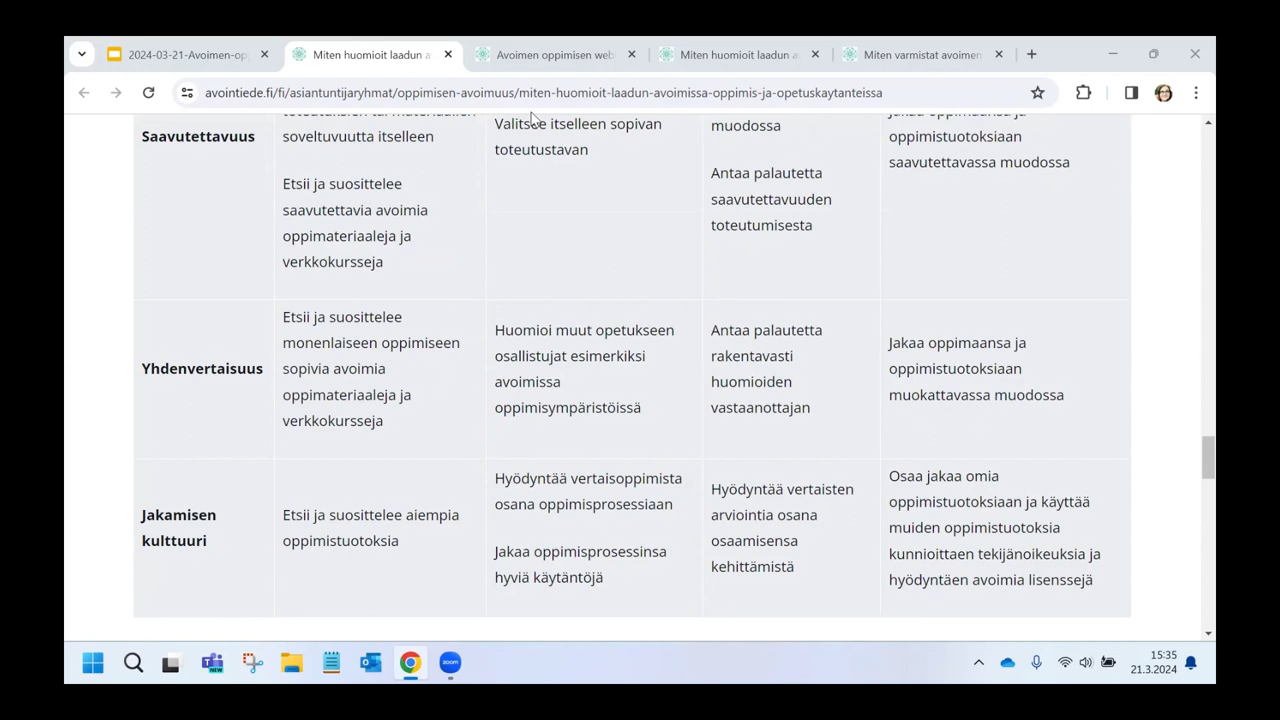 2024-03-21-Avoimen-op
Miten huomioit laadun a
Avoimen oppimisen web
Miten huomioit laadun a
Miten varmistat avoimen
avointiede.fi/fi/asiantuntijaryhmat/oppimisen-avoimuus/miten-huomioit-laadun-avoimissa-oppimis-ja-opetuskaytanteissa
Saavutettavuus
soveltuvuutta itselleen
Etsii ja suosittelee
saavutettavia avoimia
oppimateriaaleja ja
verkkokursseja
Valitsee itselleen sopivan
toteutustavan
muodossa
Antaa palautetta
saavutettavuuden
toteutumisesta
oppimistuotoksiaan
saavutettavassa muodossa
Yhdenvertaisuus
Etsii ja suosittelee
monenlaiseen oppimiseen
sopivia avoimia
oppimateriaaleja ja
verkkokursseja
Huomioi muut opetukseen
osallistujat esimerkiksi
avoimissa
oppimisympäristöissä
Antaa palautetta
rakentavasti
huomioiden
vastaanottajan
Jakaa oppimaansa ja
oppimistuotoksiaan
muokattavassa muodossa
Jakamisen
kulttuuri
Etsii ja suosittelee aiempia
oppimistuotoksia
Hyödyntää vertaisoppimista
osana oppimisprosessiaan
Jakaa oppimisprosessinsa
hyviä käytäntöjä
Hyödyntää vertaisten
arviointia osana
osaamisensa
kehittämistä
Osaa jakaa omia
oppimistuotoksiaan ja käyttää
muiden oppimistuotoksia
kunnioittaen tekijänoikeuksia ja
hyödyntäen avoimia lisenssejä
NEW
zoom
15:35
21.3.2024